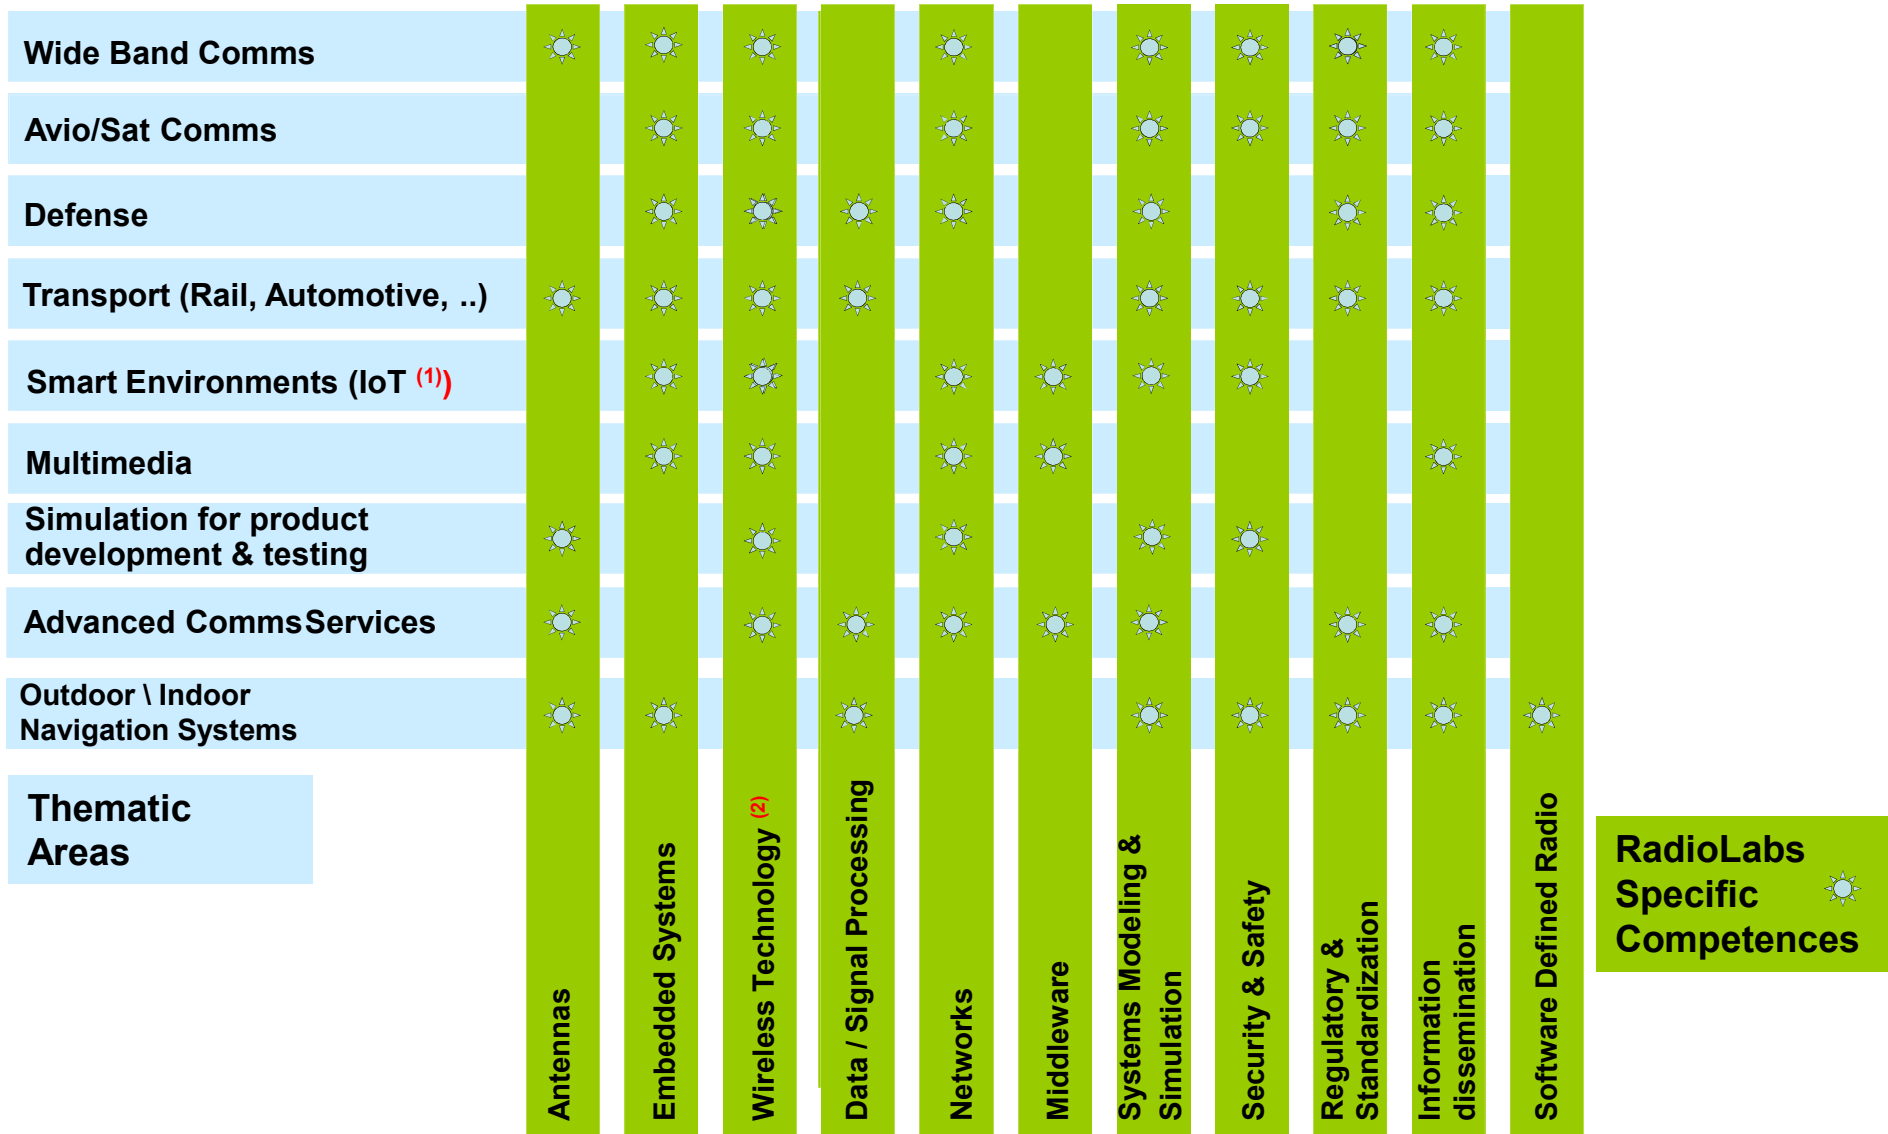 Wide Band Comms
Avio/Sat Comms
Defense
Transport (Rail, Automotive, ..)
Smart Environments (IoT (1))
Multimedia
Simulation for product
development & testing
Advanced Comms Services
Outdoor \ Indoor
Navigation Systems
Thematic
Areas
Antennas
Embedded Systems
Wireless Technology (2)
Data / Signal Processing
Networks
Middleware
Systems Modeling &
Simulation
Security & Safety
Regulatory &
Standardization
Information
dissemination
Software Defined Radio
RadioLabs
Specific
Competences